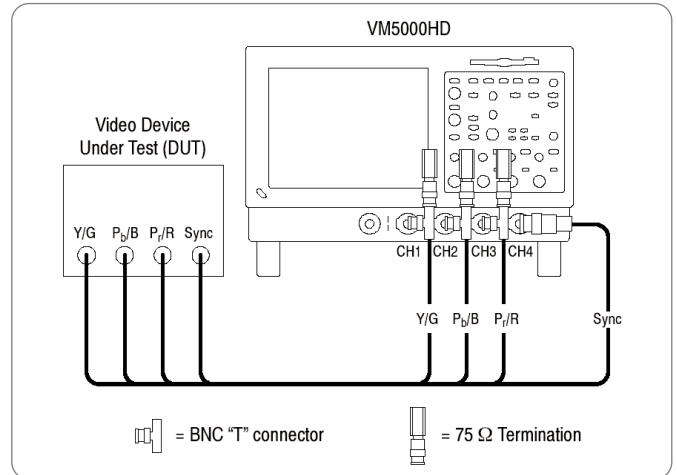 VM5000HD
Video Device
Under Test (DUT)
Y/G Pb/B Pr/R Sync
CH1 CH2 CH3 CH4
Y/G Pb/B Pr/R Sync
= BNC “T” connector
= 75 Ω Termination